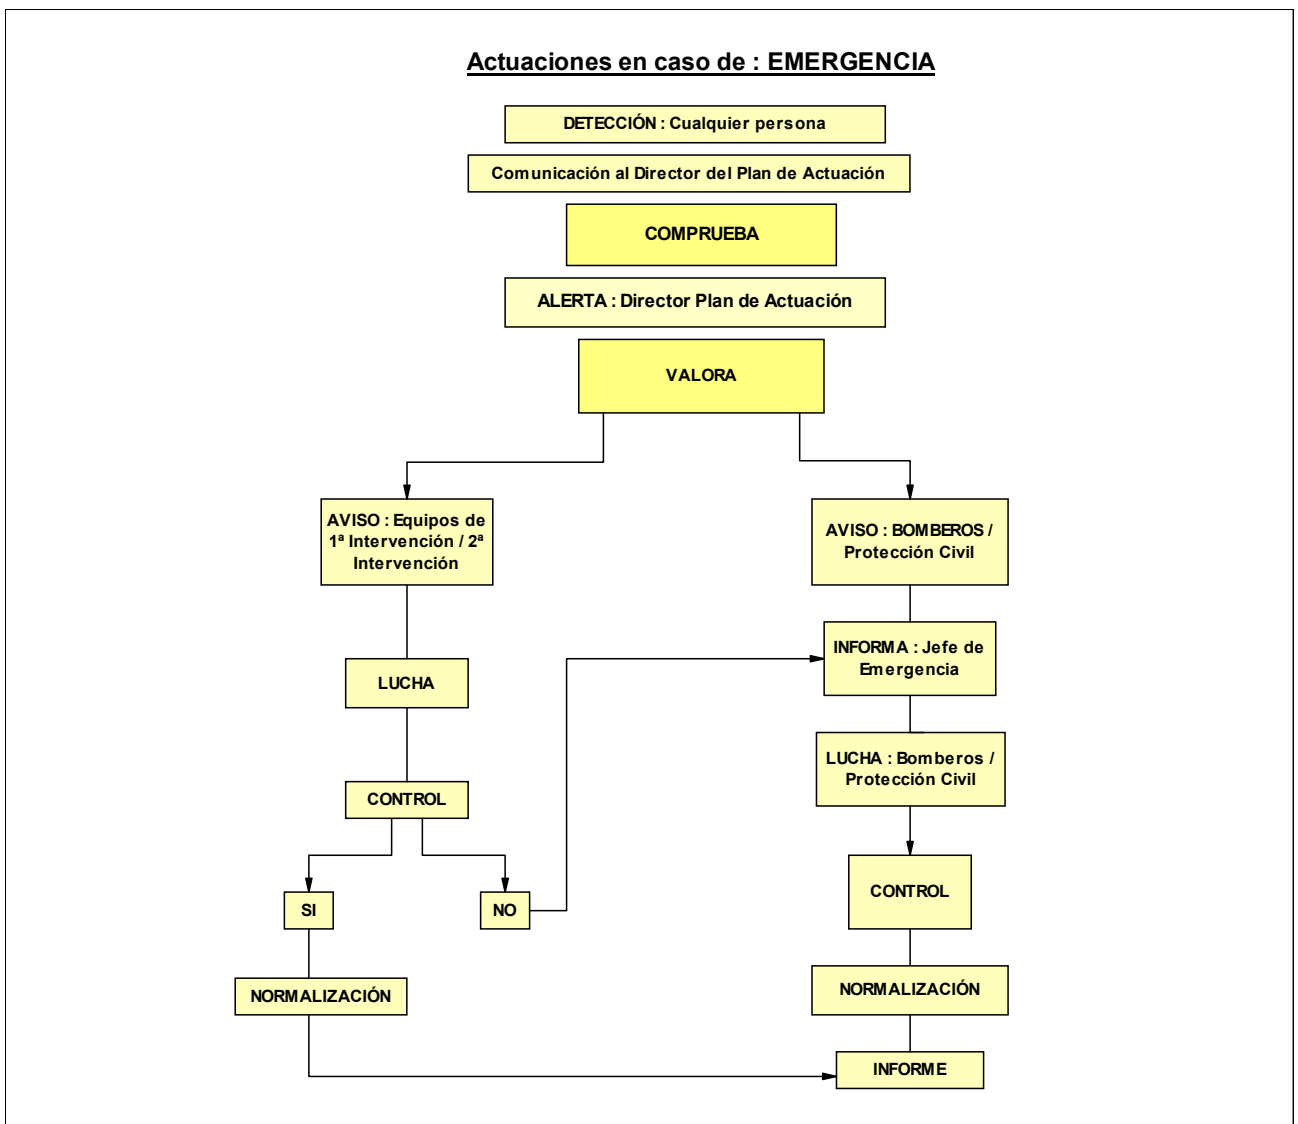 Actuaciones en caso de : EMERGENCIA
DETECCIÓN : Cualquier persona
Comunicación al Director del Plan de Actuación
COMPRUEBA
ALERTA : Director Plan de Actuación
VALORA
AVISO : Equipos de
1ª Intervención / 2ª
Intervención
AVISO : BOMBEROS /
Protección Civil
INFORMA : Jefe de
Emergencia
LUCHA
LUCHA : Bomberos /
Protección Civil
CONTROL
SI
NO
CONTROL
NORMALIZACIÓN
NORMALIZACIÓN
INFORME